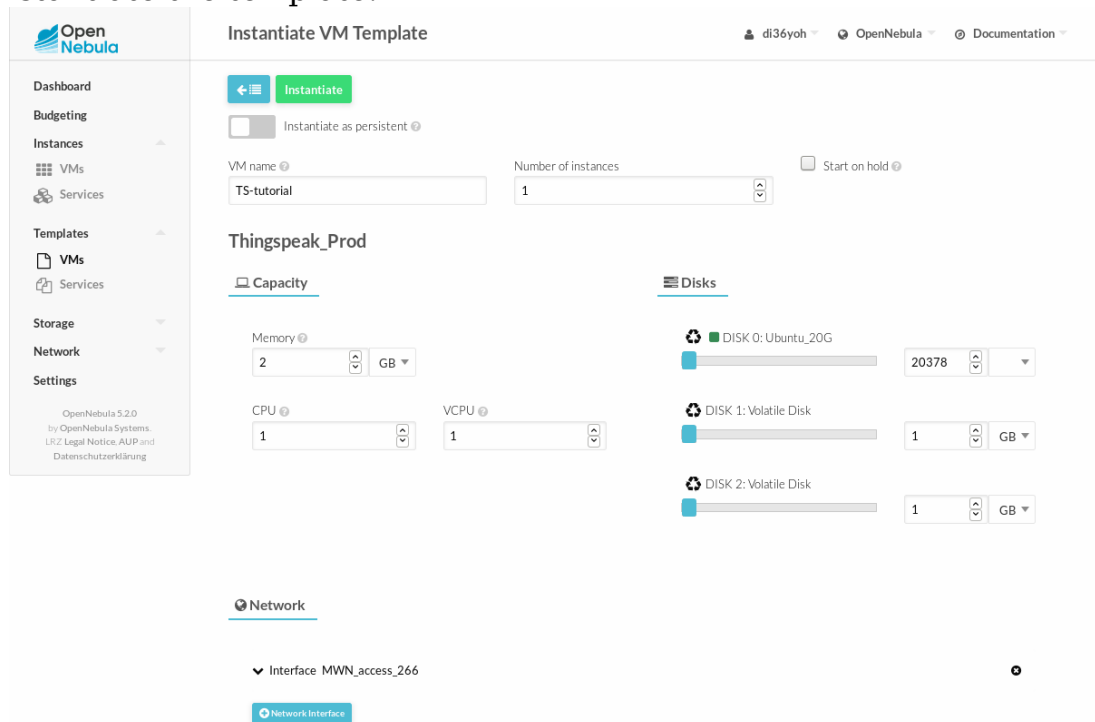 Open
Nebula
Instantiate VM Template
di36yoh
OpenNebula
Documentation
Dashboard
Budgeting
Instances
VMs
Services
Templates
VMs
Services
Storage
Network
Settings
OpenNebula 5.2.0
by OpenNebula Systems.
LRZ Legal Notice, AUP and
Datenschutzerklärung
Instantiate
Instantiate as persistent
VM name
Number of instances
Start on hold
TS-tutorial
1
Thingspeak_Prod
Capacity
Disks
Memory
2 GB
CPU
VCPU
1
1
DISK 0: Ubuntu_20G
20378
DISK 1: Volatile Disk
1 GB
DISK 2: Volatile Disk
1 GB
Network
Interface MWN_access_266
Network Interface